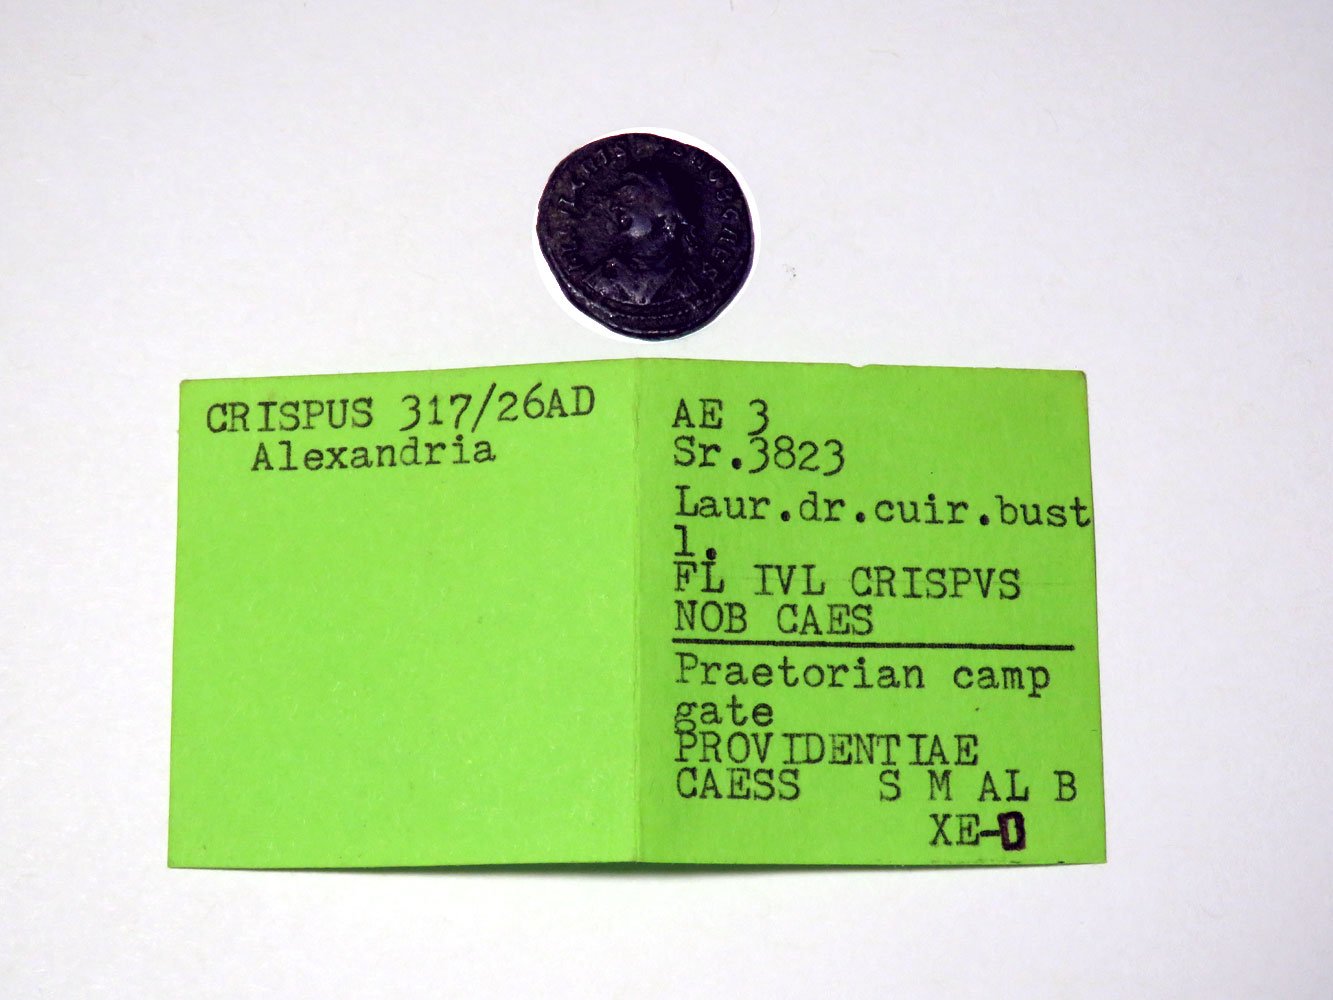 CRISPUS 317/26AD
Alexandria
AE 3
Sr.3823
Laur.dr.cuir.bust
l.
FL IVL CRISPVS
NOB CAES
Praetorian camp
gate
PROVIDENTIAE
CAESS S M AL B
XE-0